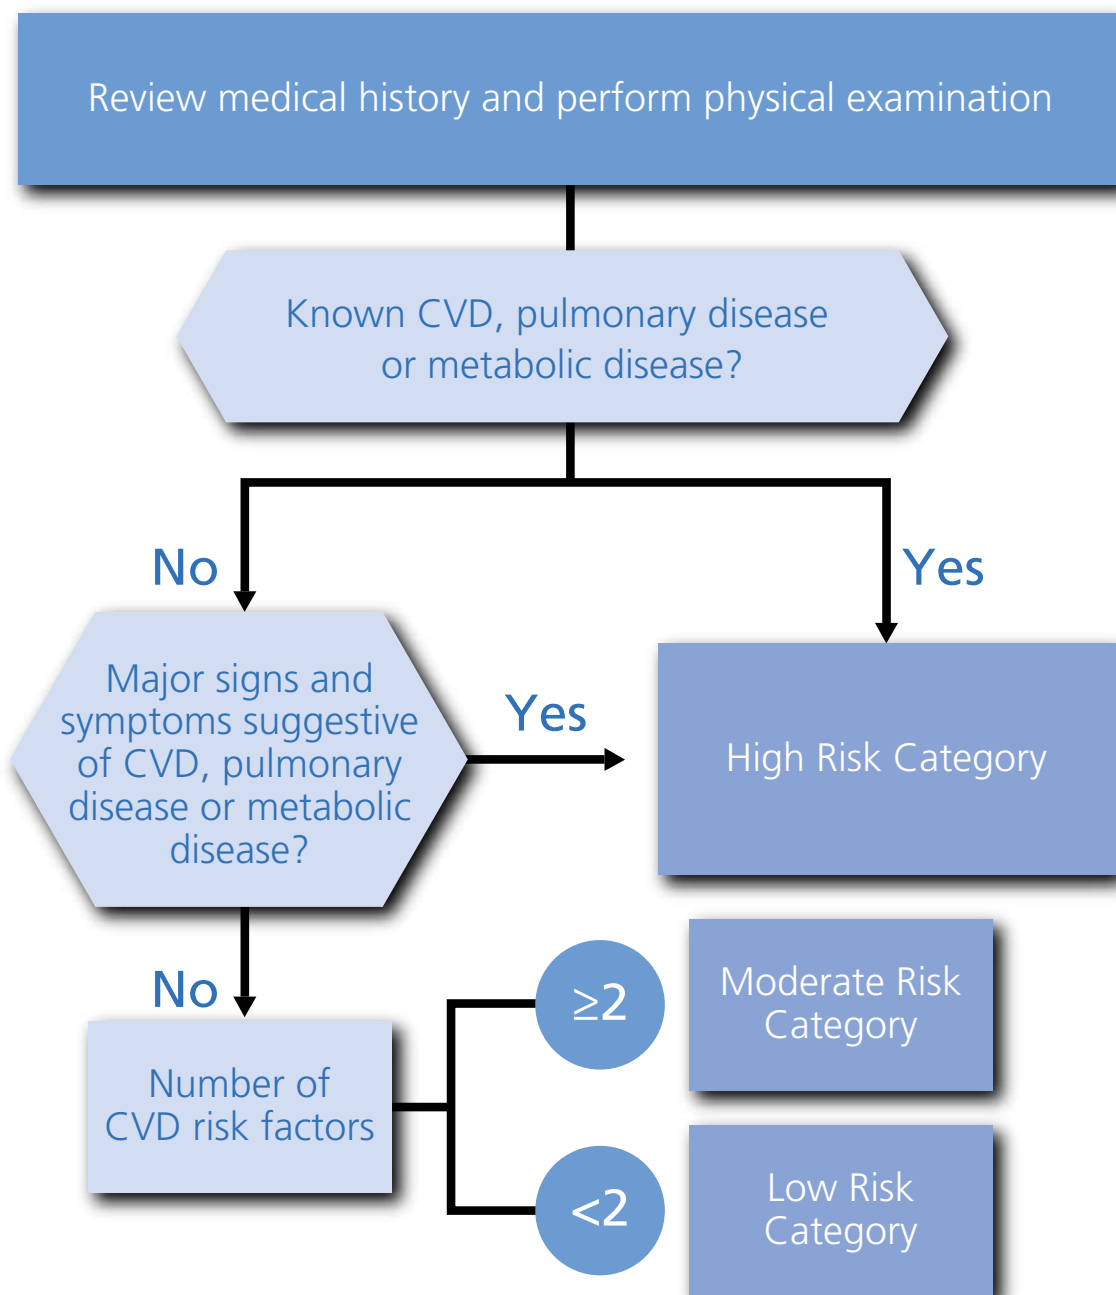 Review medical history and perform physical examination
Known CVD, pulmonary disease
or metabolic disease?
No
Yes
Major signs and
symptoms suggestive
of CVD, pulmonary
disease or metabolic
disease?
Yes
High Risk Category
No
Number of
CVD risk factors
≥2
Moderate Risk
Category
<2
Low Risk
Category